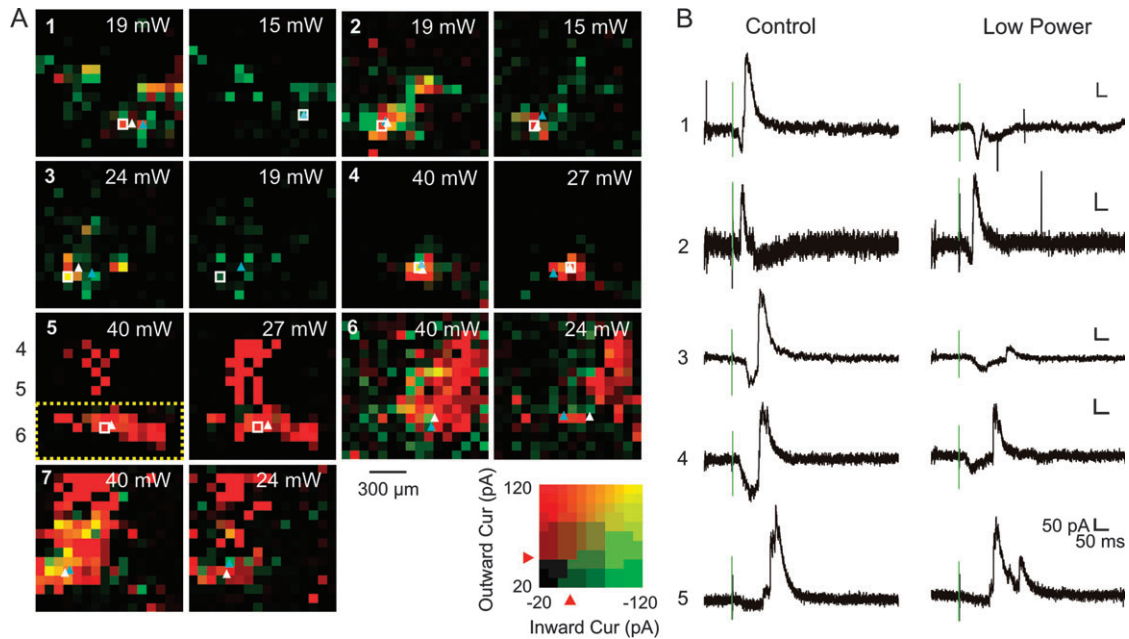 A
B
1 19 mW 15 mW 2 19 mW 15 mW
Control Low Power
3 24 mW 19 mW 4 40 mW 27 mW
5 40 mW 27 mW 6 40 mW 24 mW
4
5
6
7 40 mW 24 mW
300 µm
Outward Cur (pA)
120
20
-20 -120
Inward Cur (pA)
1
2
3
4
5
50 pA
50 ms